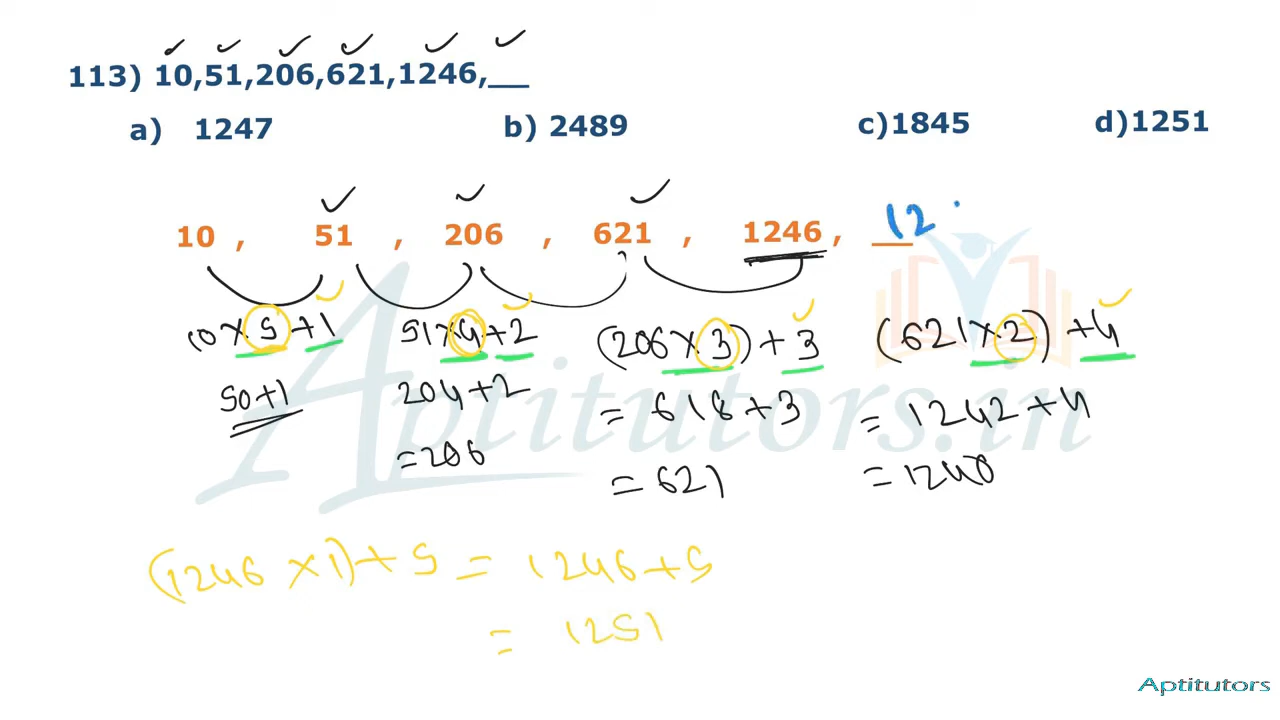 113) 10,51,206,621,1246,__
a) 1247 b) 2489 c)1845 d)1251
10 , 51 , 206 , 621 , 1246, __ 12
10 × 5 + 1 51 × 4 + 2 (206 × 3) + 3 (621 × 2) + 4
50+1 204+2 = 618 + 3 = 1242 + 4
=206 = 621 = 1246
(1246 × 1) + 5 = 1246 + 5
= 1251
Aptitutors.in
Aptitutors